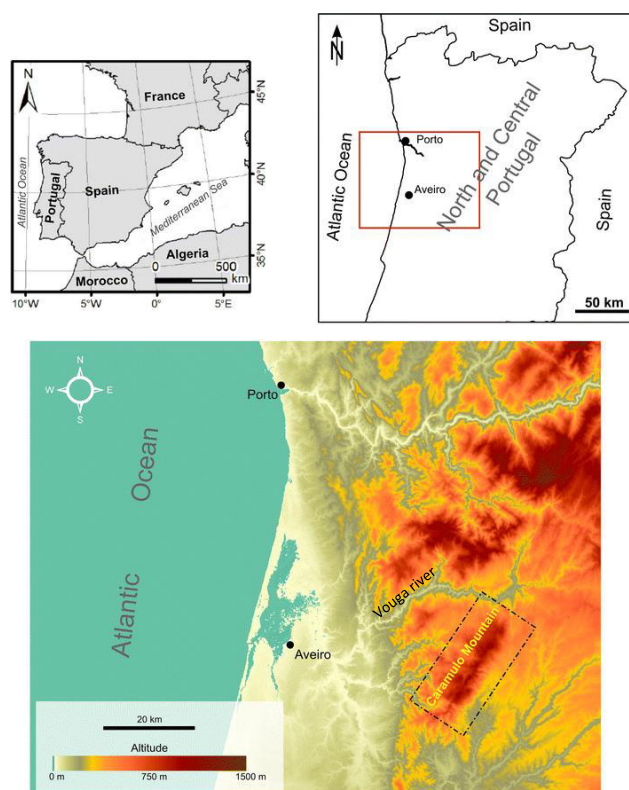 N
France
45°N
Atlantic Ocean
Portugal
Spain
40°N
Mediterranean Sea
Algeria
35°N
0 500
km
Morocco
10°W 5°W 0° 5°E
Spain
N
Porto
Atlantic Ocean
Aveiro
North and Central
Portugal
Spain
50 km
N
W E
S
Porto
Atlantic Ocean
Vouga river
Caramulo Mountain
Aveiro
20 km
Altitude
0 m 750 m 1500 m